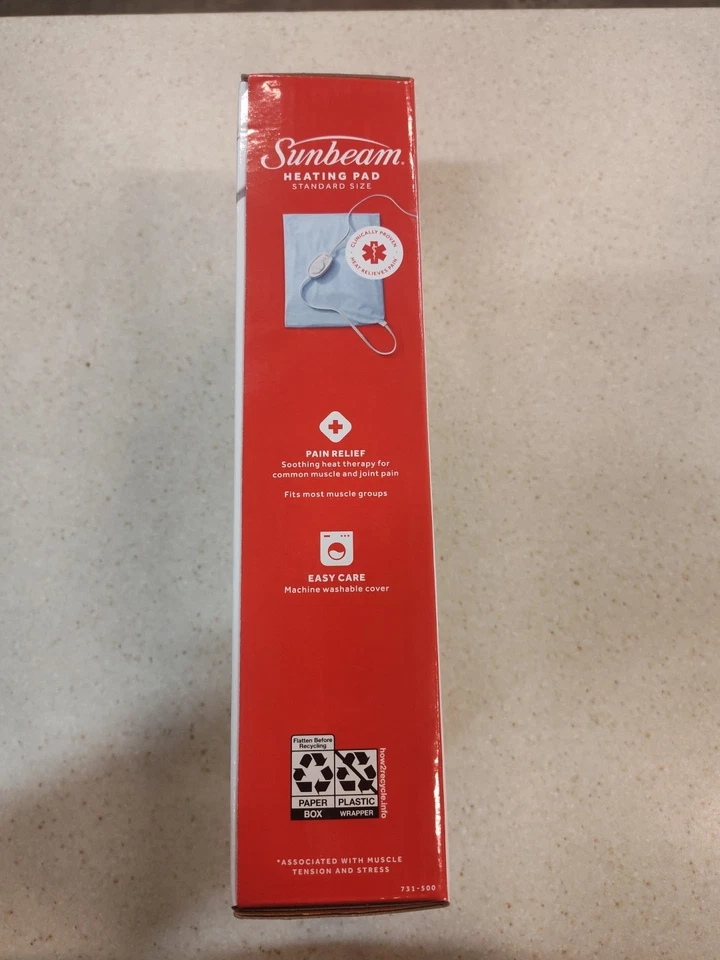 Sunbeam®
HEATING PAD
STANDARD SIZE
CLINICALLY PROVEN
HEAT RELIEVES PAIN
PAIN RELIEF
Soothing heat therapy for
common muscle and joint pain
Fits most muscle groups
EASY CARE
Machine washable cover
Flatten Before
Recycling
PAPER
BOX
PLASTIC
WRAPPER
how2recycle.info
*ASSOCIATED WITH MUSCLE
TENSION AND STRESS
731-500